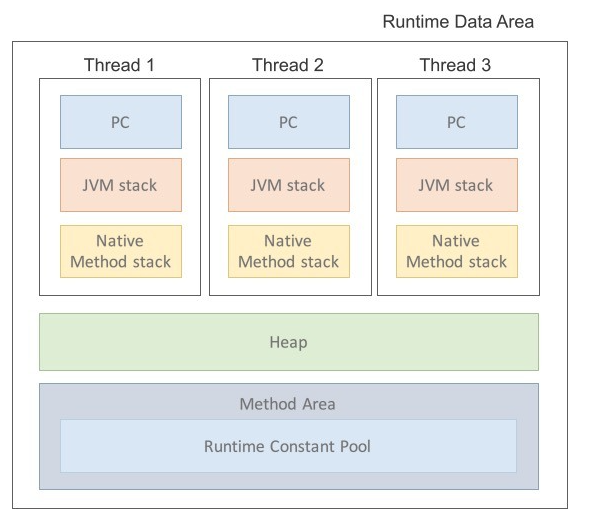 Runtime Data Area
Thread 1
Thread 2
Thread 3
PC
PC
PC
JVM stack
JVM stack
JVM stack
Native
Method stack
Native
Method stack
Native
Method stack
Heap
Method Area
Runtime Constant Pool